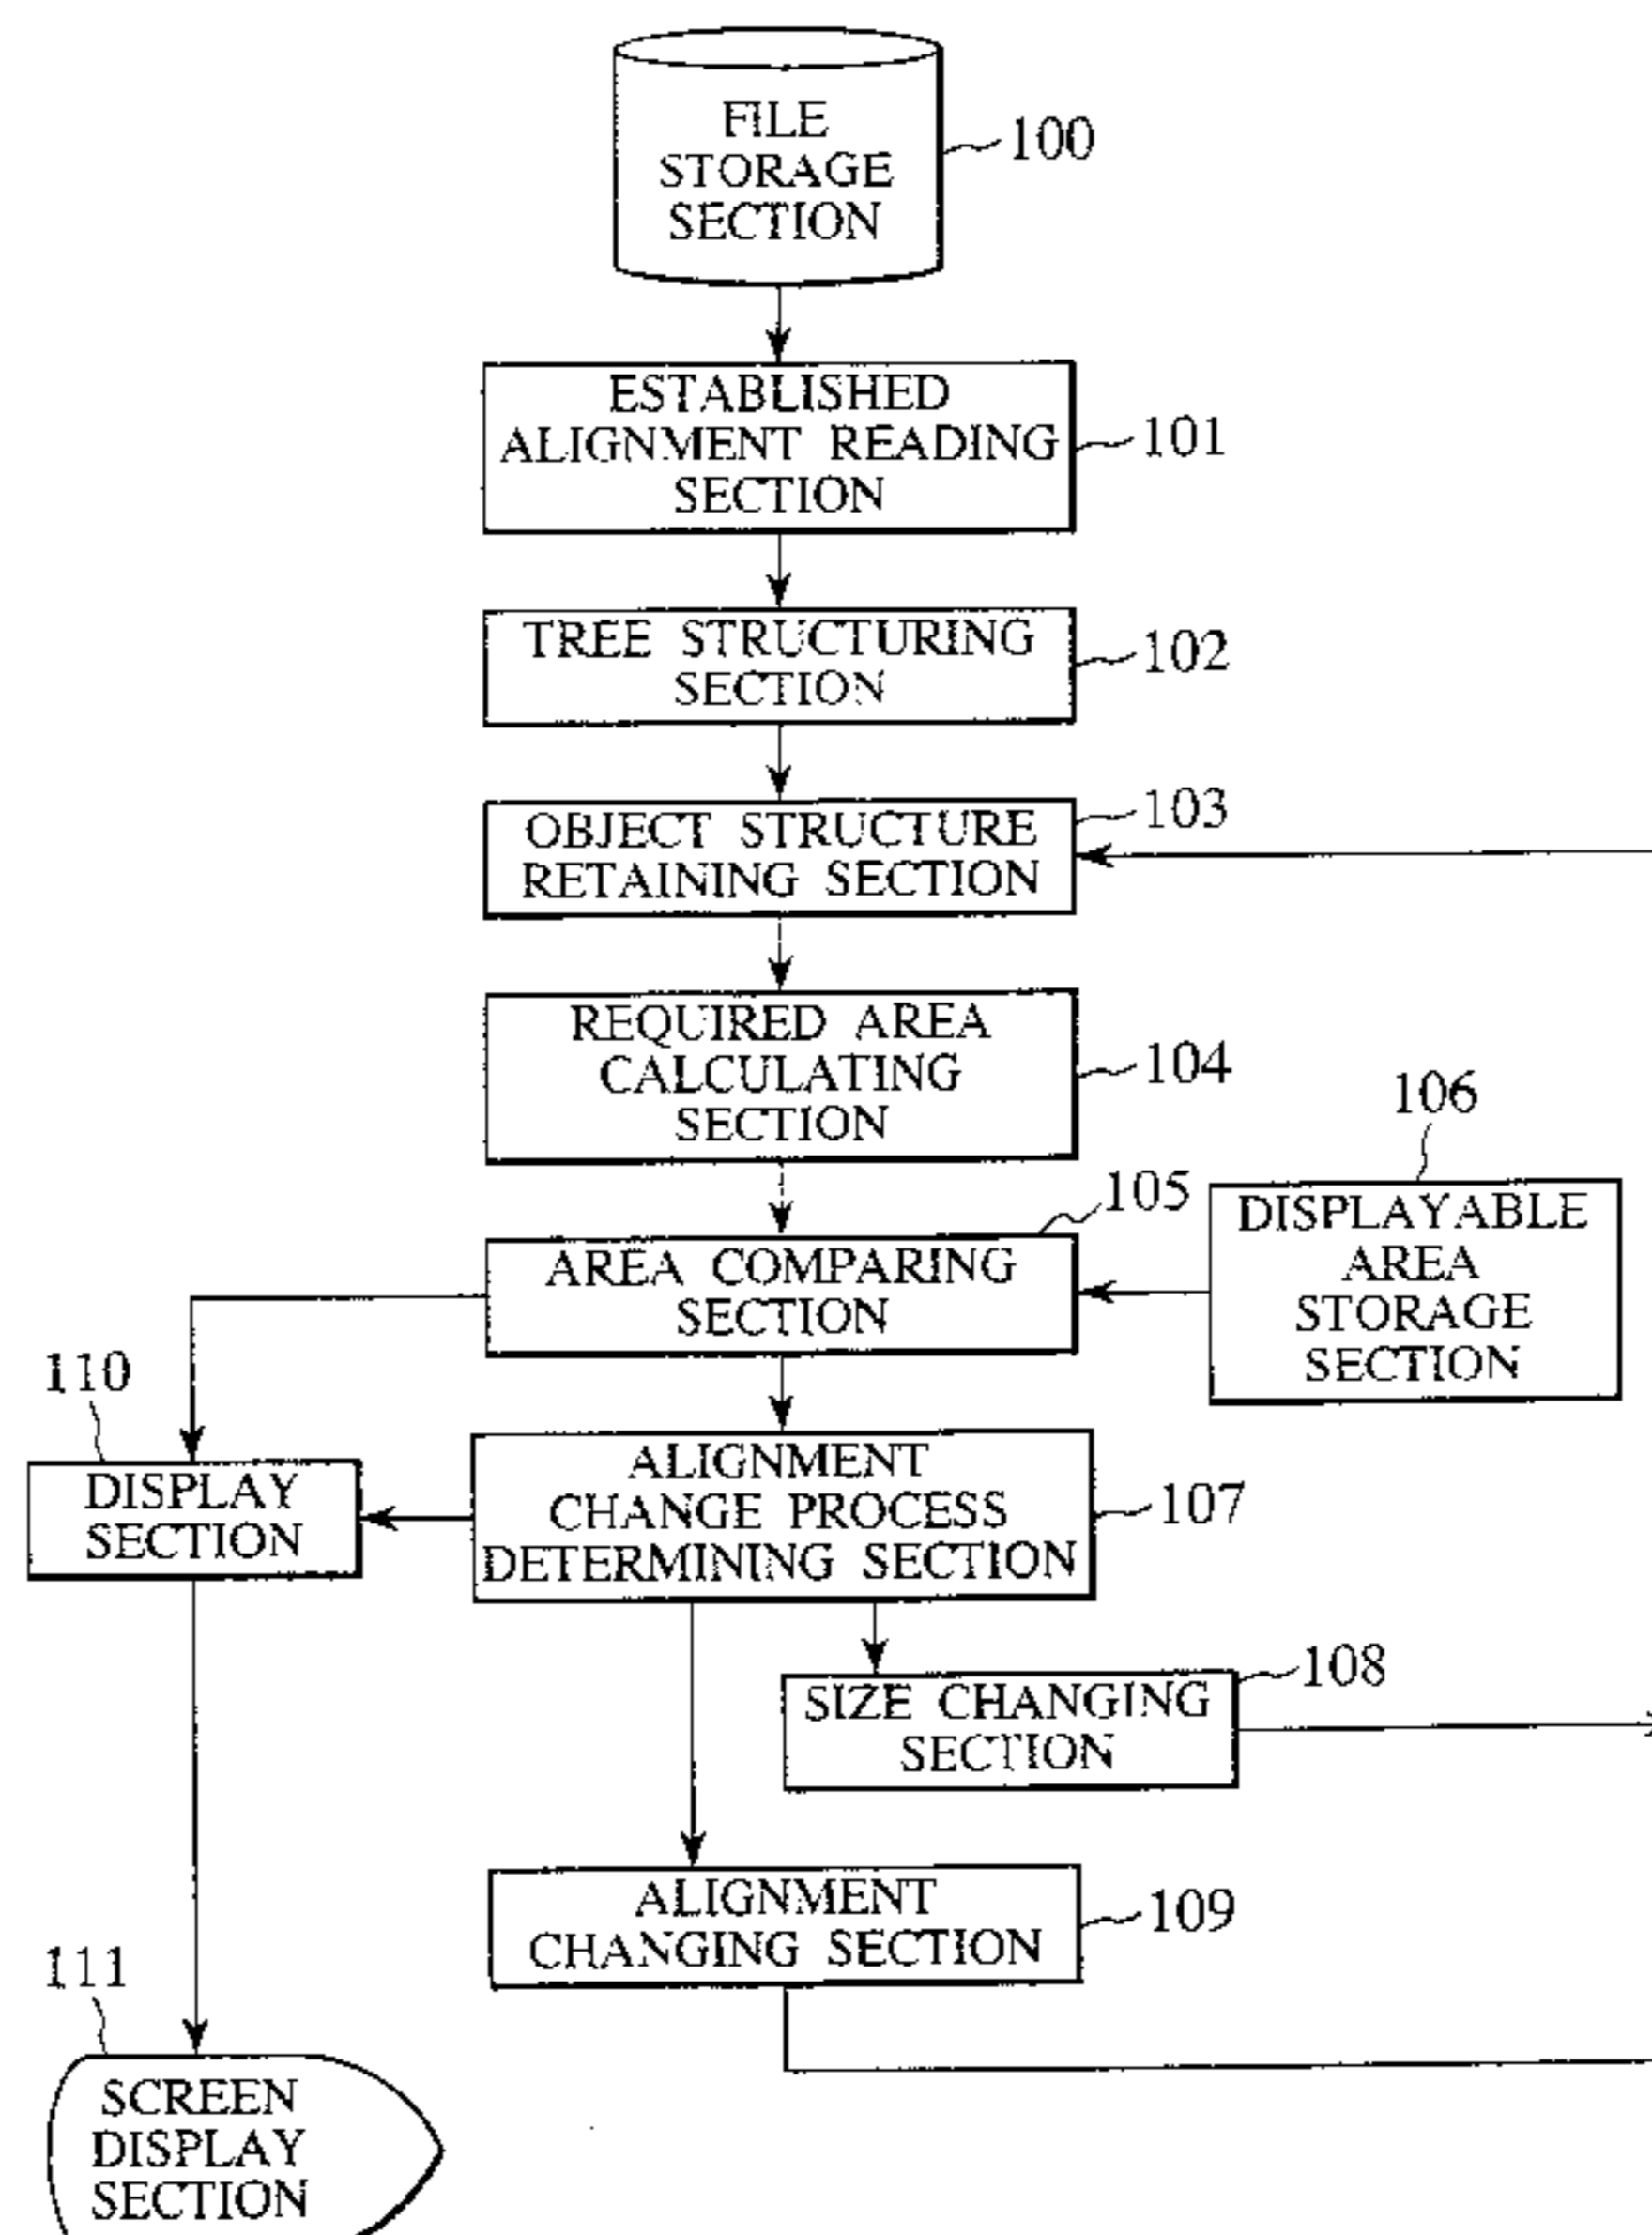 FILE
STORAGE
SECTION
100
ESTABLISHED
ALIGNMENT READING
SECTION
101
TREE STRUCTURING
SECTION
102
OBJECT STRUCTURE
RETAINING SECTION
103
REQUIRED AREA
CALCULATING
SECTION
104
AREA COMPARING
SECTION
105
106
DISPLAYABLE
AREA
STORAGE
SECTION
110
DISPLAY
SECTION
ALIGNMENT
CHANGE PROCESS
DETERMINING SECTION
107
SIZE CHANGING
SECTION
108
ALIGNMENT
CHANGING SECTION
109
111
SCREEN
DISPLAY
SECTION